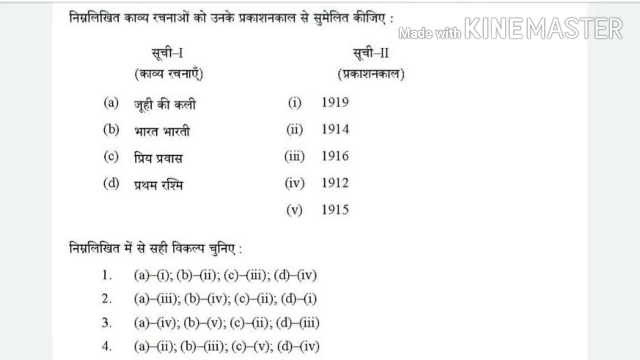 निम्नलिखित काव्य रचनाओं को उनके प्रकाशनकाल से सुमेलित कीजिए :
Made with KINEMASTER
सूची–I सूची–II
(काव्य रचनाएँ) (प्रकाशनकाल)
(a) जूही की कली (i) 1919
(b) भारत भारती (ii) 1914
(c) प्रिय प्रवास (iii) 1916
(d) प्रथम रश्मि (iv) 1912
(v) 1915
निम्नलिखित में से सही विकल्प चुनिए :
1. (a)–(i); (b)–(ii); (c)–(iii); (d)–(iv)
2. (a)–(iii); (b)–(iv); (c)–(ii); (d)–(i)
3. (a)–(iv); (b)–(v); (c)–(ii); (d)–(iii)
4. (a)–(ii); (b)–(iii); (c)–(v); (d)–(iv)